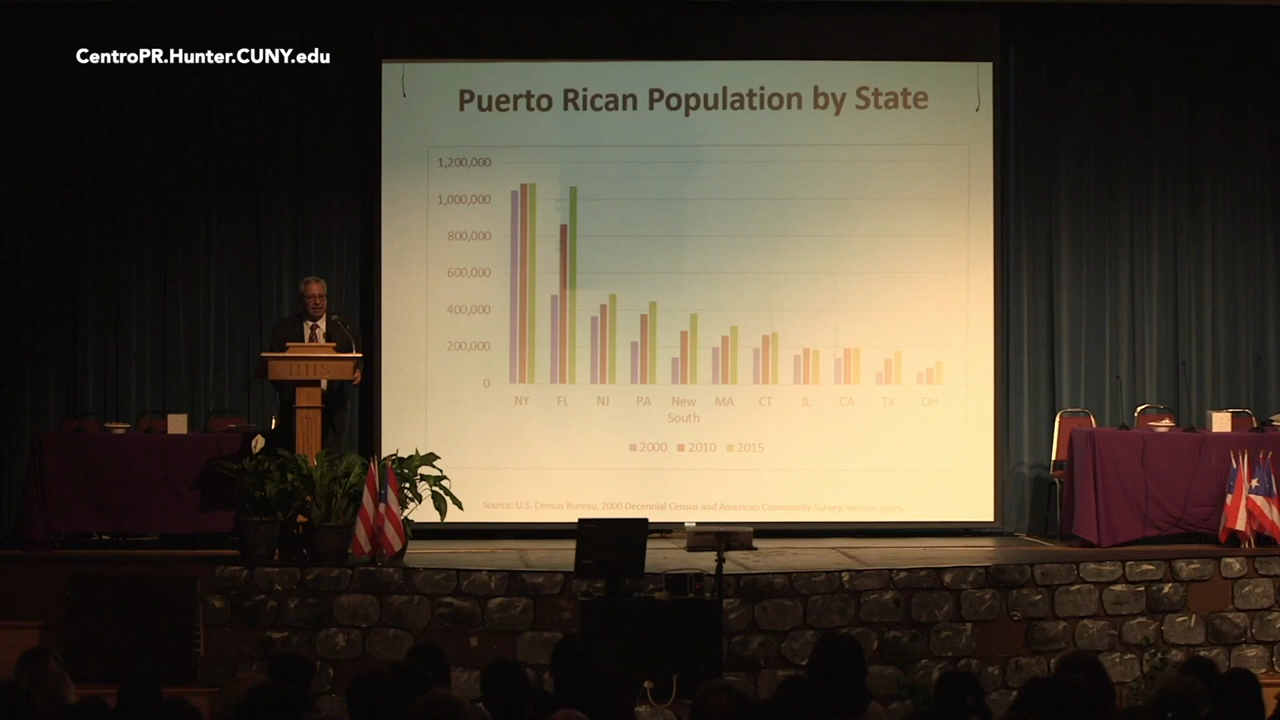 CentroPR.Hunter.CUNY.edu
Puerto Rican Population by State
1,200,000
1,000,000
800,000
600,000
400,000
200,000
0
NY FL NJ PA New South MA CT IL CA TX OH
2000 2010 2015
Source: U.S. Census Bureau, 2000 Decennial Census and American Community Survey, various years.
HHS